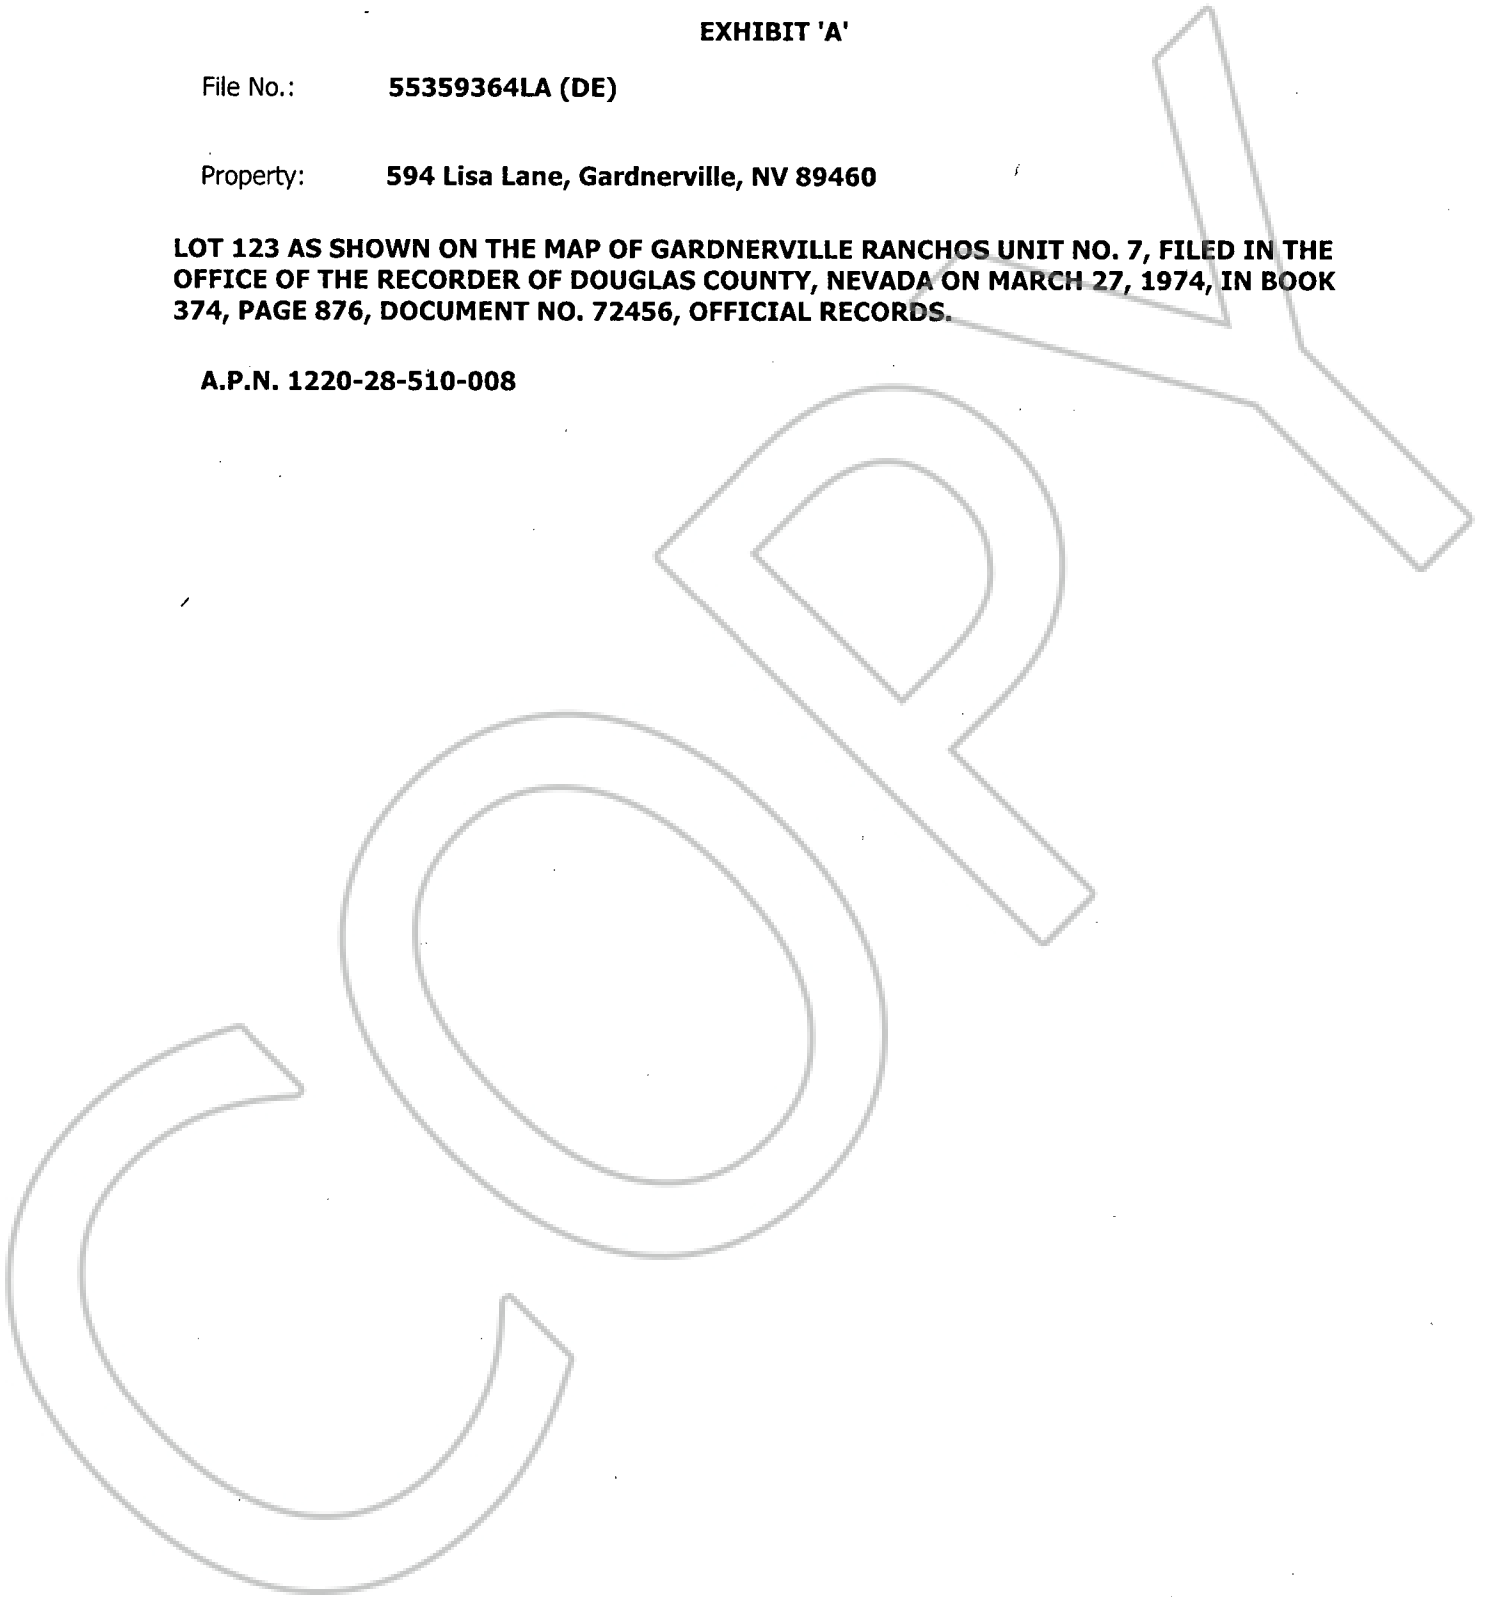 EXHIBIT 'A'
File No.: 55359364LA (DE)
Property: 594 Lisa Lane, Gardnerville, NV 89460
LOT 123 AS SHOWN ON THE MAP OF GARDNERVILLE RANCHOS UNIT NO. 7, FILED IN THE
OFFICE OF THE RECORDER OF DOUGLAS COUNTY, NEVADA ON MARCH 27, 1974, IN BOOK
374, PAGE 876, DOCUMENT NO. 72456, OFFICIAL RECORDS.
A.P.N. 1220-28-510-008
COPY